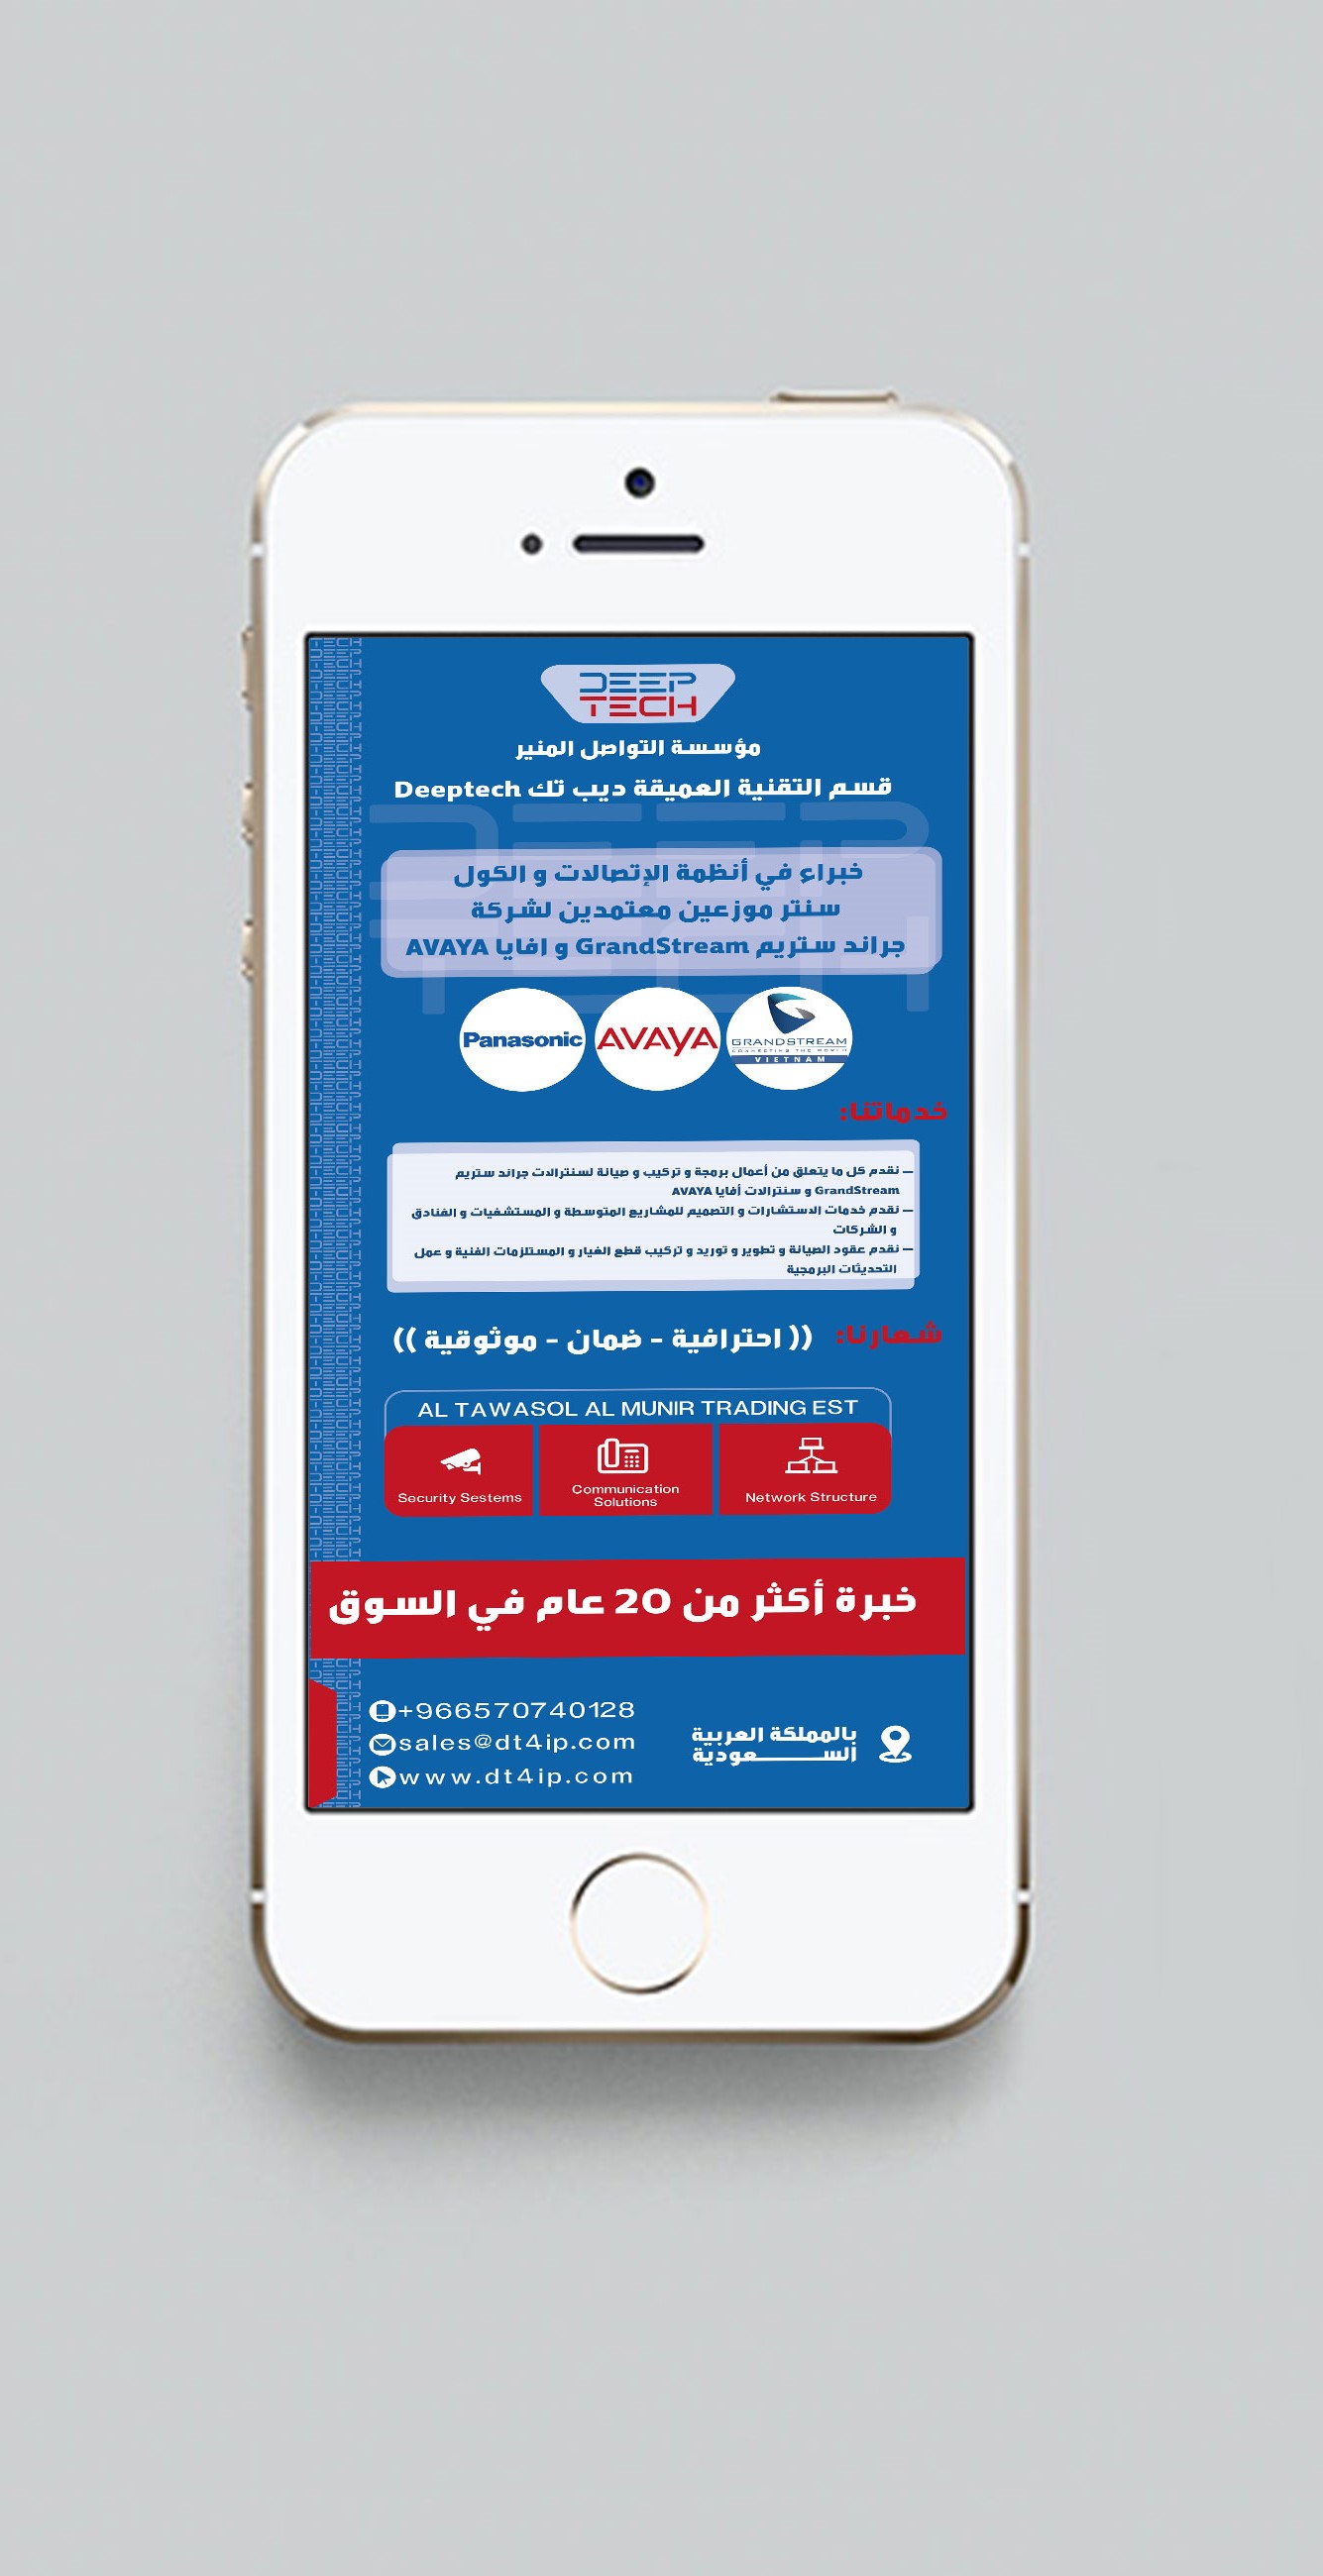 DEEP
TECH
مؤسسة التواصل المنير
قسم التقنية العميقة ديب تك Deeptech
خبراء في أنظمة الإتصالات و الكول
سنتر موزعين معتمدين لشركة
جراند ستريم GrandStream و افايا AVAYA
Panasonic
AVAYA
GRANDSTREAM
CONNECTING THE WORLD
VIETNAM
خدماتنا:
– نقدم كل ما يتعلق من أعمال برمجة و تركيب و صيانة لسنترالات جراند ستريم
GrandStream و سنترالات أفايا AVAYA
– نقدم خدمات الاستشارات و التصميم للمشاريع المتوسطة و المستشفيات و الفنادق
و الشركات
– نقدم عقود الصيانة و تطوير و توريد و تركيب قطع الغيار و المستلزمات الفنية و عمل
التحديثات البرمجية
شعارنا: (( احترافية - ضمان - موثوقية ))
AL TAWASOL AL MUNIR TRADING EST
Security Sestems
Communication
Solutions
Network Structure
خبرة أكثر من 20 عام في السوق
+966570740128
sales@dt4ip.com
www.dt4ip.com
بالمملكة العربية
الســـــــعودية